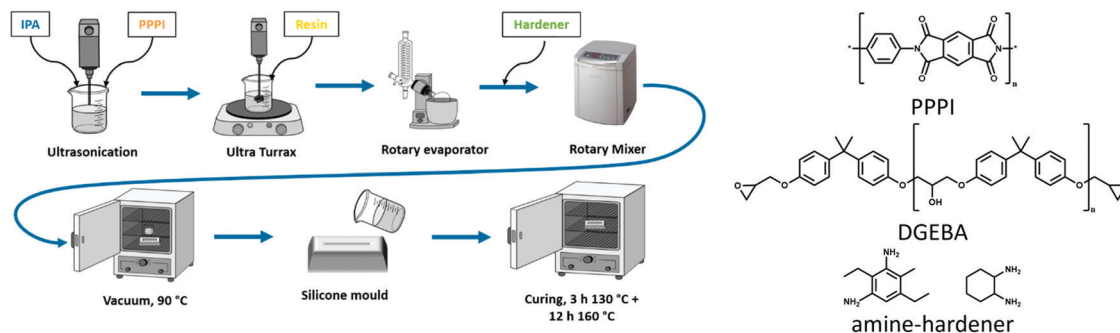 IPA
PPPI
Resin
Hardener
Ultrasonication
Ultra Turrax
Rotary evaporator
Rotary Mixer
Vacuum, 90 °C
Silicone mould
Curing, 3 h 130 °C +
12 h 160 °C
O
O
*
N
N
*
O
O
n
PPPI
O
O
O
O
OH
O
O
n
DGEBA
NH₂
NH₂
NH₂
NH₂
amine-hardener